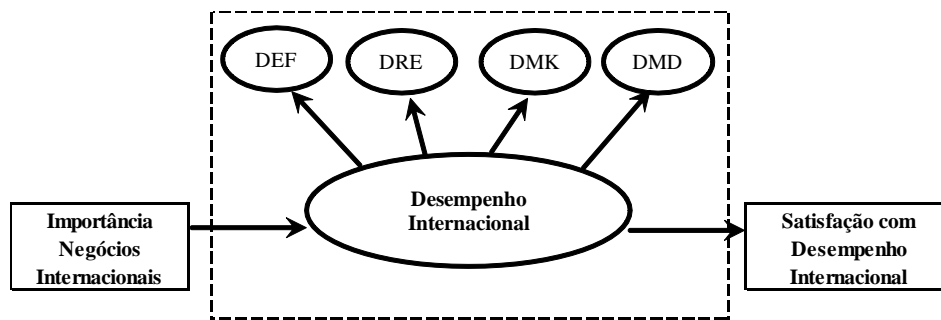 DEF
DRE
DMK
DMD
Desempenho
Internacional
Importância
Negócios
Internacionais
Satisfação com
Desempenho
Internacional